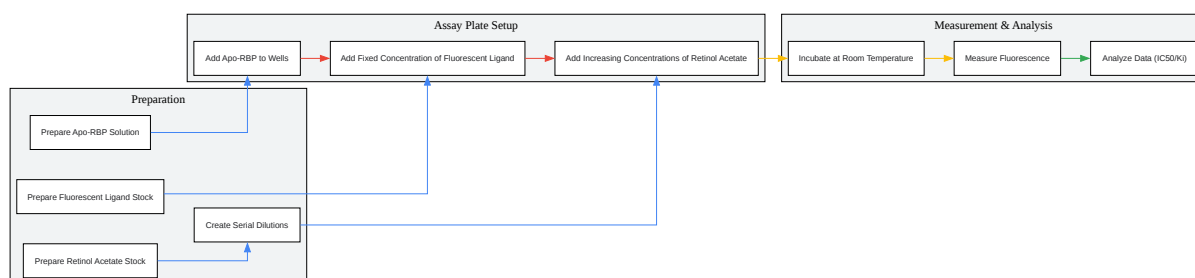 Assay Plate Setup
Add Apo-RBP to Wells
Add Fixed Concentration of Fluorescent Ligand
Add Increasing Concentrations of Retinol Acetate
Measurement & Analysis
Incubate at Room Temperature
Measure Fluorescence
Analyze Data (IC50/Ki)
Preparation
Prepare Apo-RBP Solution
Prepare Fluorescent Ligand Stock
Create Serial Dilutions
Prepare Retinol Acetate Stock